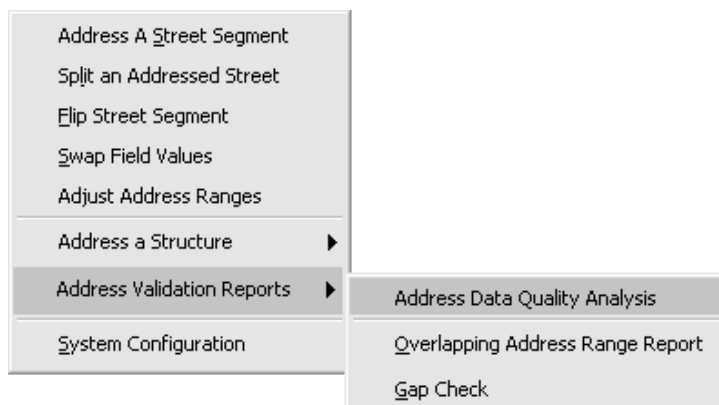 Address A Street Segment
Split an Addressed Street
Flip Street Segment
Swap Field Values
Adjust Address Ranges
Address a Structure
Address Validation Reports
System Configuration
Address Data Quality Analysis
Overlapping Address Range Report
Gap Check